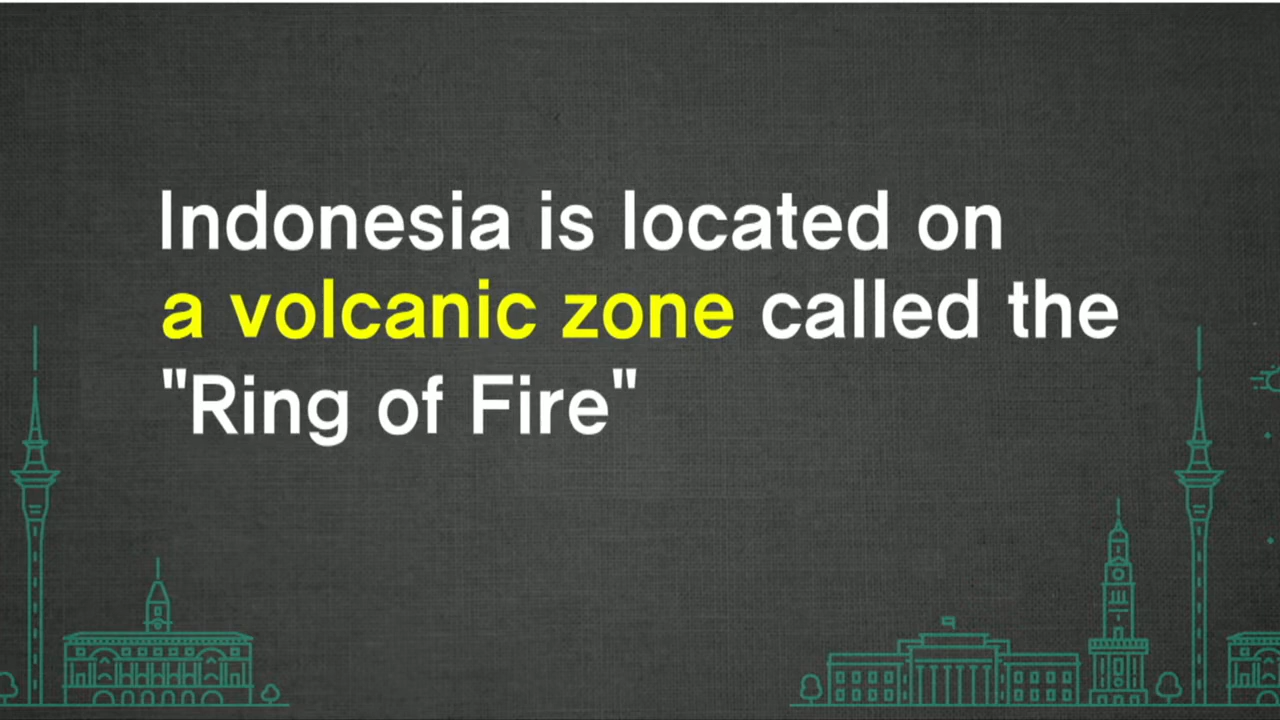 Indonesia is located on
a volcanic zone called the
"Ring of Fire"